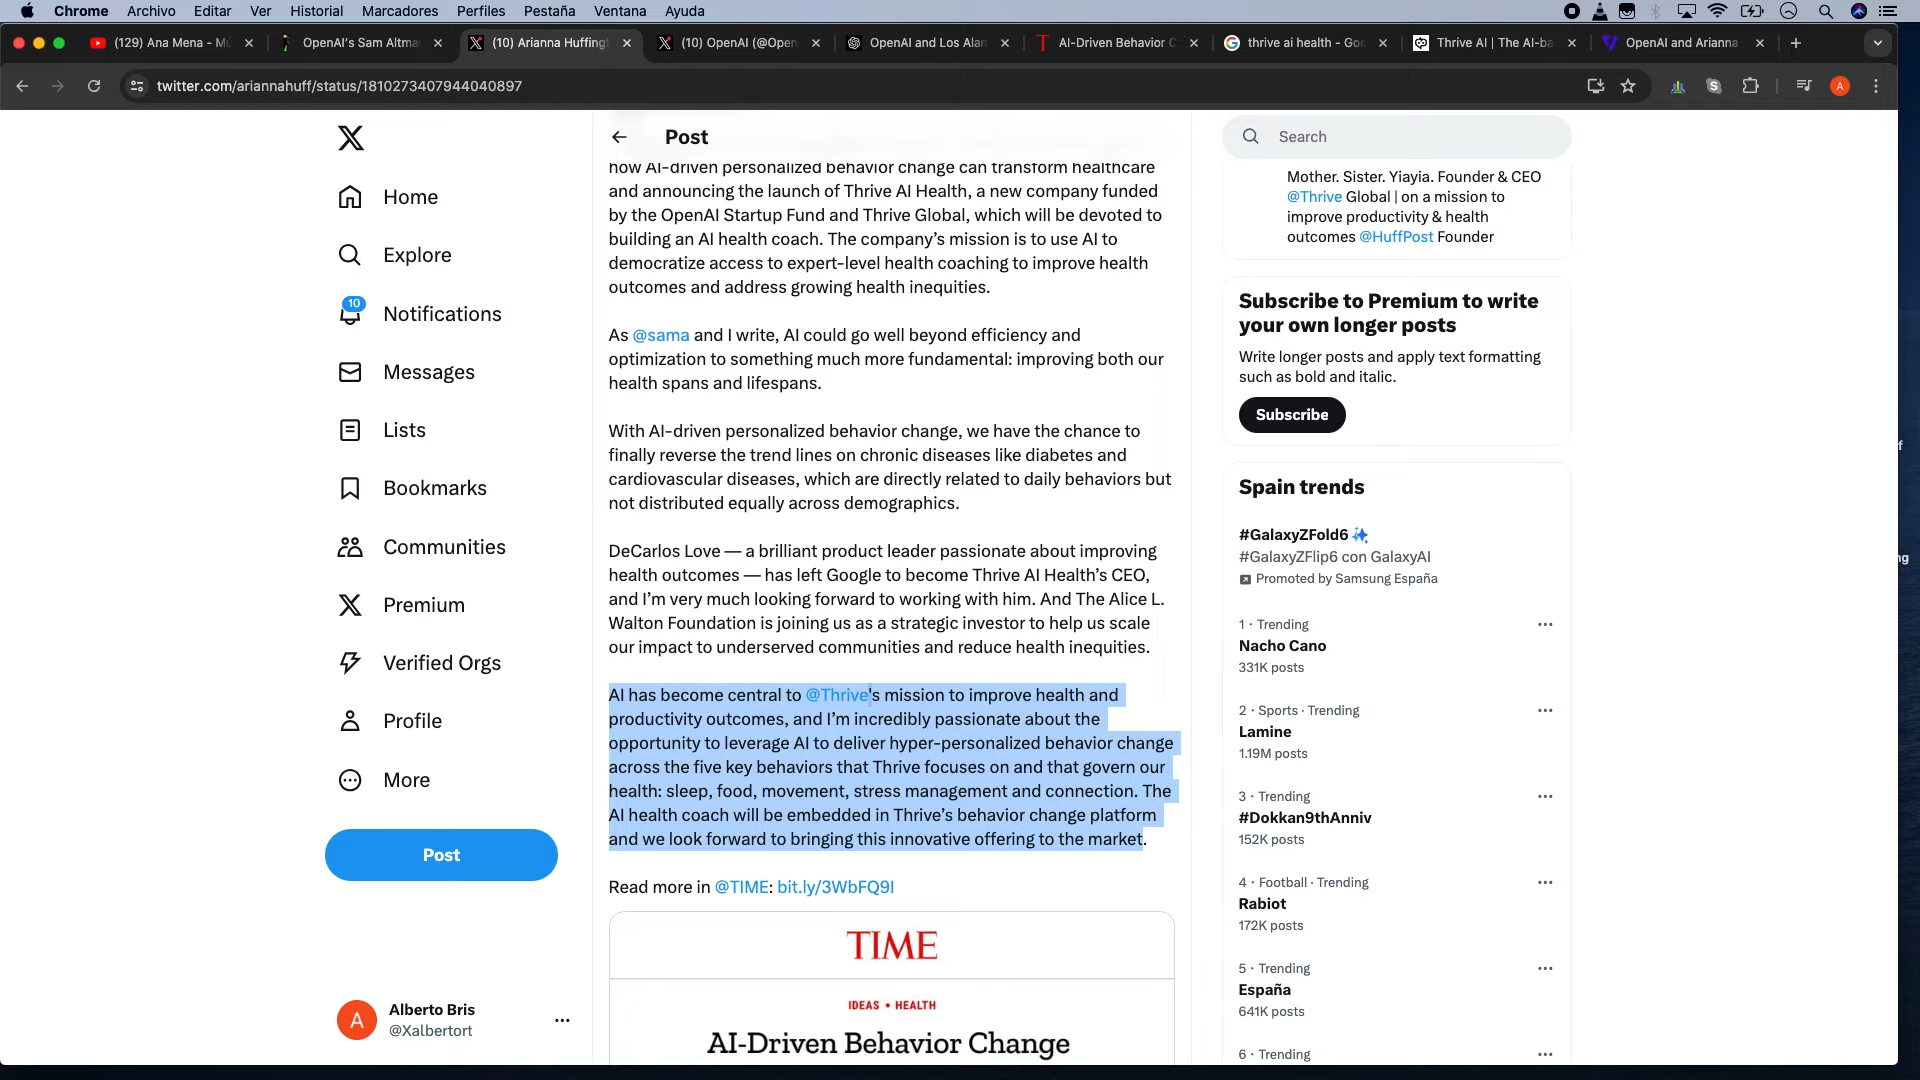 Chrome Archivo Editar Ver Historial Marcadores Perfiles Pestaña Ventana Ayuda
(129) Ana Mena - M
OpenAI's Sam Altma
(10) Arianna Huffing
(10) OpenAI (@Open
OpenAI and Los Alan
AI-Driven Behavior C
thrive ai health - Goo
Thrive AI | The AI-ba
OpenAI and Arianna
twitter.com/ariannahuff/status/1810273407944040897
Home
Explore
10
Notifications
Messages
Lists
Bookmarks
Communities
Premium
Verified Orgs
Profile
More
Post
A
Alberto Bris
@Xalbertort
Post
how AI-driven personalized behavior change can transform healthcare
and announcing the launch of Thrive AI Health, a new company funded
by the OpenAI Startup Fund and Thrive Global, which will be devoted to
building an AI health coach. The company's mission is to use AI to
democratize access to expert-level health coaching to improve health
outcomes and address growing health inequities.
As @sama and I write, AI could go well beyond efficiency and
optimization to something much more fundamental: improving both our
health spans and lifespans.
With AI-driven personalized behavior change, we have the chance to
finally reverse the trend lines on chronic diseases like diabetes and
cardiovascular diseases, which are directly related to daily behaviors but
not distributed equally across demographics.
DeCarlos Love — a brilliant product leader passionate about improving
health outcomes — has left Google to become Thrive AI Health's CEO,
and I'm very much looking forward to working with him. And The Alice L.
Walton Foundation is joining us as a strategic investor to help us scale
our impact to underserved communities and reduce health inequities.
AI has become central to @Thrive's mission to improve health and
productivity outcomes, and I'm incredibly passionate about the
opportunity to leverage AI to deliver hyper-personalized behavior change
across the five key behaviors that Thrive focuses on and that govern our
health: sleep, food, movement, stress management and connection. The
AI health coach will be embedded in Thrive's behavior change platform
and we look forward to bringing this innovative offering to the market.
Read more in @TIME: bit.ly/3WbFQ9I
TIME
IDEAS • HEALTH
AI-Driven Behavior Change
Search
Mother. Sister. Yiayia. Founder & CEO
@Thrive Global | on a mission to
improve productivity & health
outcomes @HuffPost Founder
Subscribe to Premium to write
your own longer posts
Write longer posts and apply text formatting
such as bold and italic.
Subscribe
Spain trends
#GalaxyZFold6
#GalaxyZFlip6 con GalaxyAI
Promoted by Samsung España
1 · Trending
Nacho Cano
331K posts
2 · Sports · Trending
Lamine
1.19M posts
3 · Trending
#Dokkan9thAnniv
152K posts
4 · Football · Trending
Rabiot
172K posts
5 · Trending
España
641K posts
6 · Trending